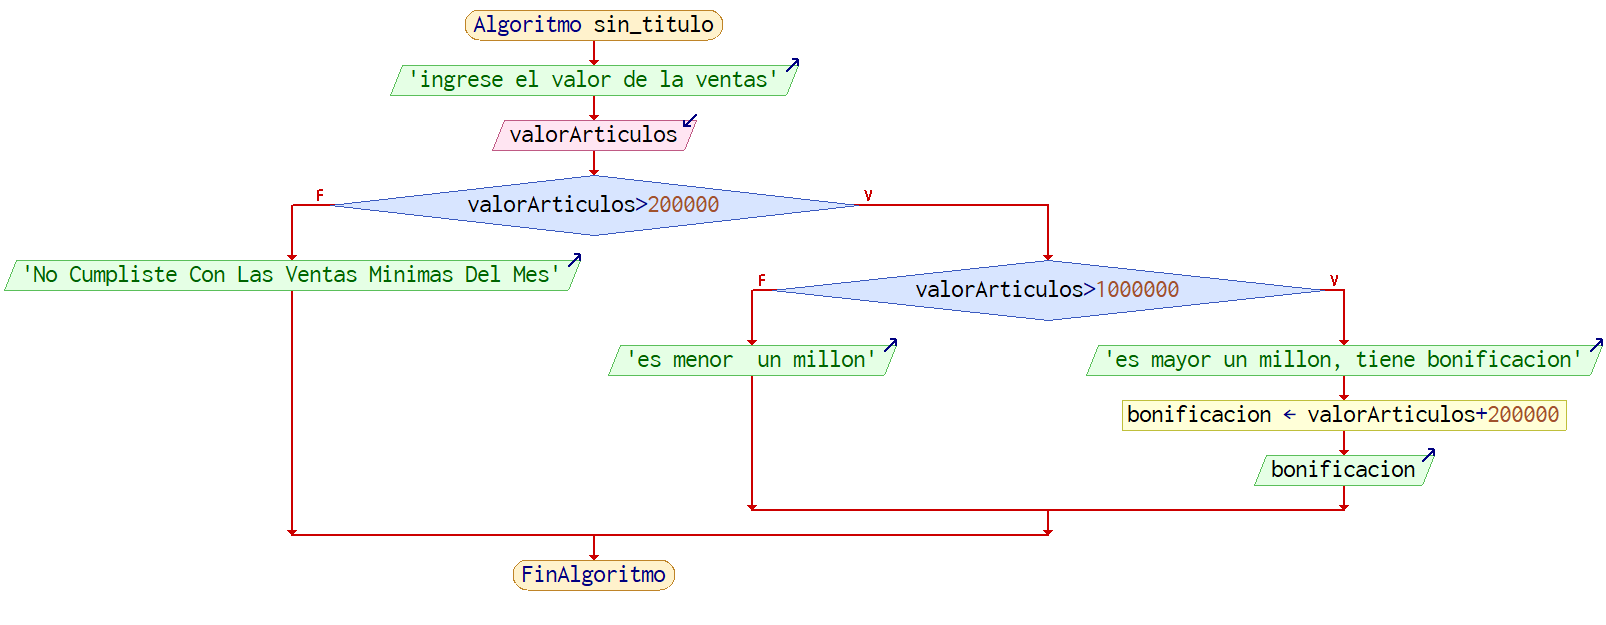 Algoritmo sin_titulo
'ingrese el valor de la ventas'
valorArticulos
F
V
valorArticulos>200000
'No Cumpliste Con Las Ventas Minimas Del Mes'
F
V
valorArticulos>1000000
'es menor  un millon'
'es mayor un millon, tiene bonificacion'
bonificacion ← valorArticulos+200000
bonificacion
FinAlgoritmo